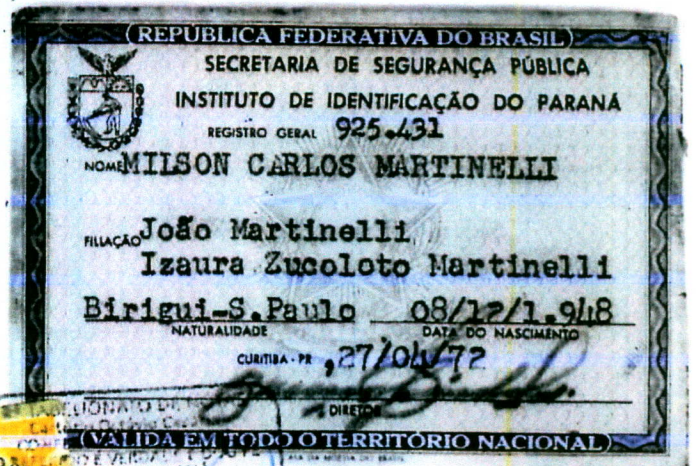 REPÚBLICA FEDERATIVA DO BRASIL
SECRETARIA DE SEGURANÇA PÚBLICA
INSTITUTO DE IDENTIFICAÇÃO DO PARANÁ
REGISTRO GERAL 925.431
NOME MILSON CARLOS MARTINELLI
FILIAÇÃO João Martinelli
Izaura Zucoloto Martinelli
Birigui-S.Paulo 08/12/1.948
NATURALIDADE DATA DO NASCIMENTO
CURITIBA - PR ,27/04/72
DIRETOR
VÁLIDA EM TODO O TERRITÓRIO NACIONAL